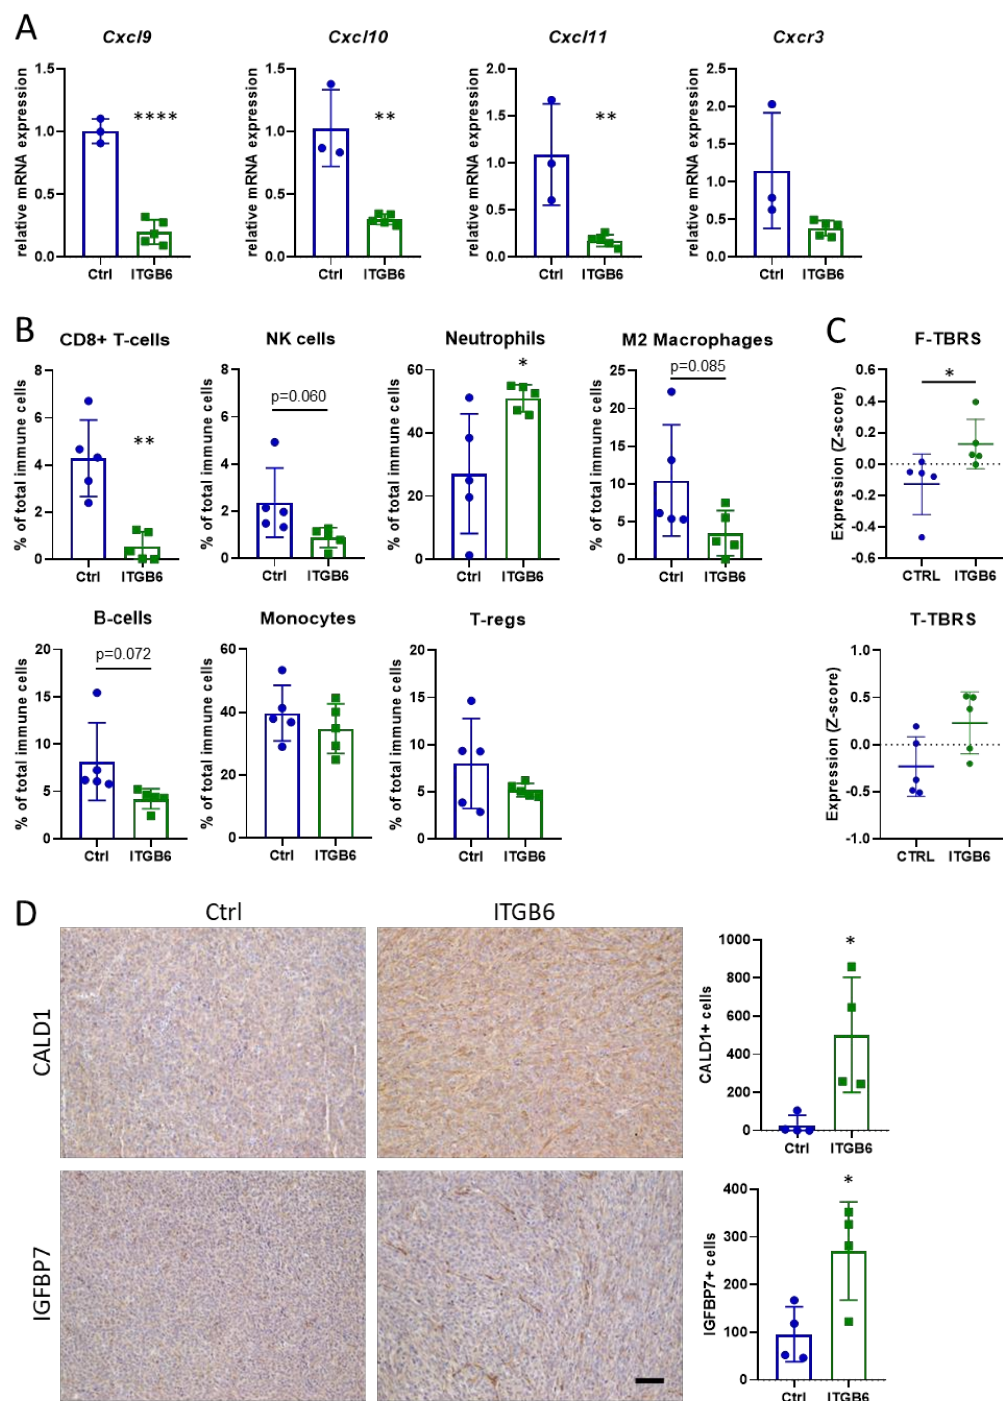 A
Cxcl9
Cxcl10
Cxcl11
Cxcr3
relative mRNA expression
1.5
1.0
0.5
0.0
****
Ctrl
ITGB6
relative mRNA expression
1.5
1.0
0.5
0.0
**
Ctrl
ITGB6
relative mRNA expression
2.0
1.5
1.0
0.5
0.0
**
Ctrl
ITGB6
relative mRNA expression
2.5
2.0
1.5
1.0
0.5
0.0
Ctrl
ITGB6
B
CD8+ T-cells
% of total immune cells
8
6
4
2
0
**
Ctrl
ITGB6
NK cells
% of total immune cells
8
6
4
2
0
p=0.060
Ctrl
ITGB6
Neutrophils
% of total immune cells
60
40
20
0
*
Ctrl
ITGB6
M2 Macrophages
% of total immune cells
25
20
15
10
5
0
p=0.085
Ctrl
ITGB6
B-cells
% of total immune cells
20
15
10
5
0
p=0.072
Ctrl
ITGB6
Monocytes
% of total immune cells
60
40
20
0
Ctrl
ITGB6
T-regs
% of total immune cells
20
15
10
5
0
Ctrl
ITGB6
C
F-TBRS
Expression (Z-score)
0.6
0.4
0.2
0.0
-0.2
-0.4
-0.6
*
CTRL
ITGB6
T-TBRS
Expression (Z-score)
1.0
0.5
0.0
-0.5
-1.0
CTRL
ITGB6
D
Ctrl
ITGB6
CALD1
IGFBP7
CALD1+ cells
1000
800
600
400
200
0
*
Ctrl
ITGB6
IGFBP7+ cells
400
300
200
100
0
*
Ctrl
ITGB6